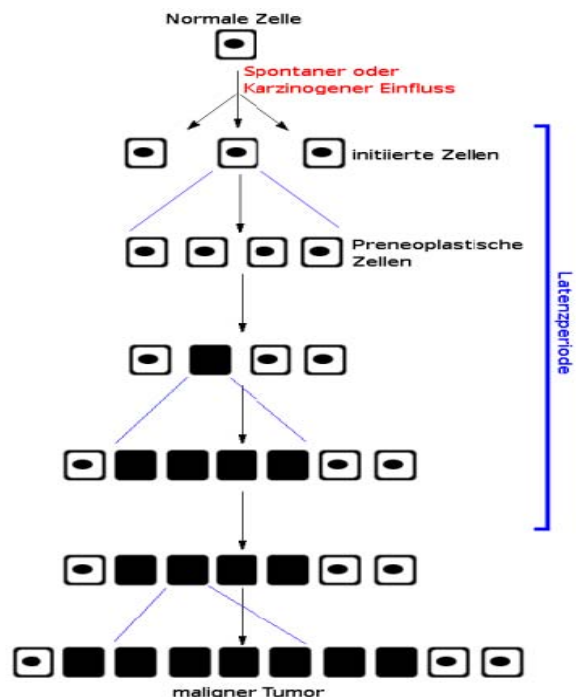 Normale Zelle
Spontaner oder
Karzinogener Einfluss
initiierte Zellen
Preneoplastische
Zellen
Latenzperiode
maligner Tumor